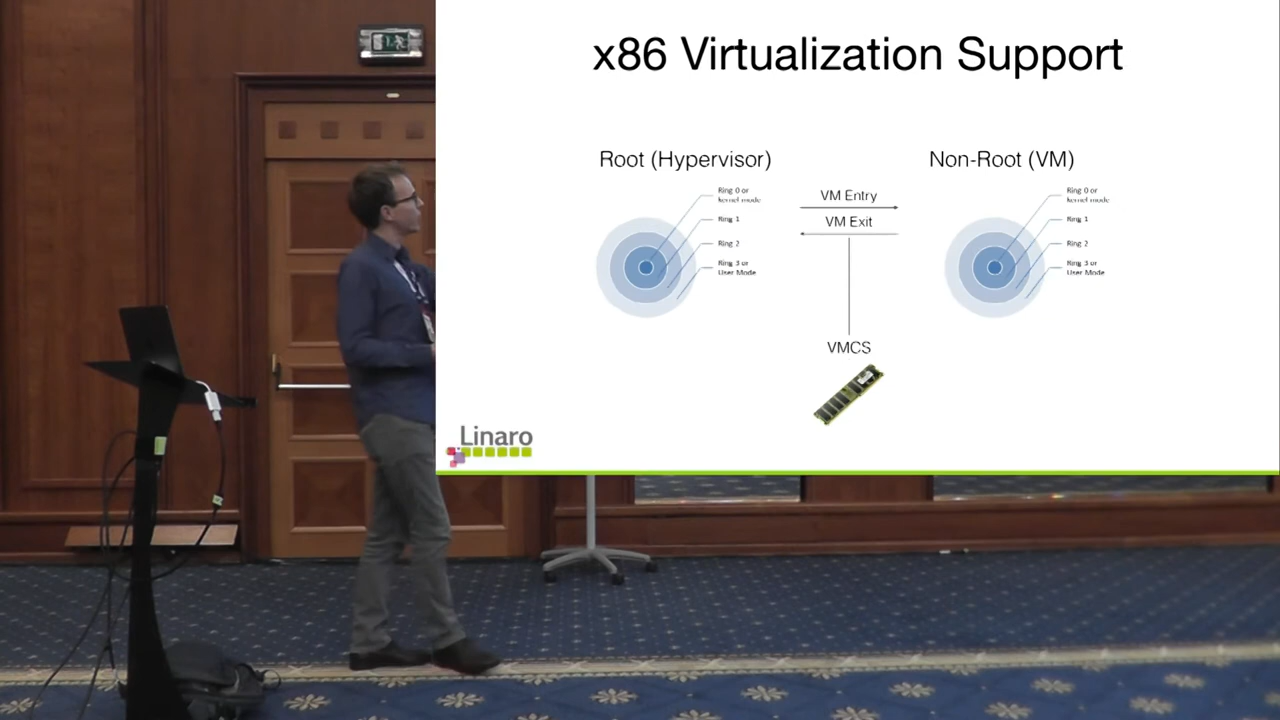 x86 Virtualization Support
Root (Hypervisor)
Non-Root (VM)
Ring 0 or
kernel mode
Ring 1
Ring 2
Ring 3 or
User Mode
VM Entry
VM Exit
Ring 0 or
kernel mode
Ring 1
Ring 2
Ring 3 or
User Mode
VMCS
Linaro